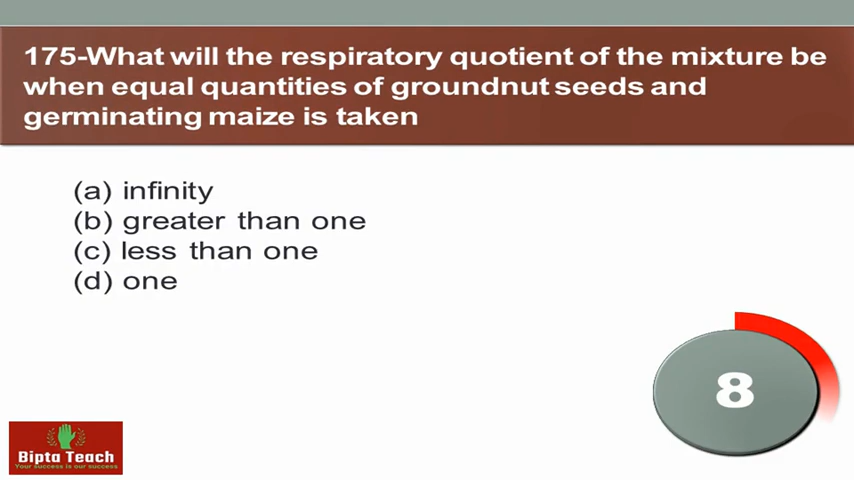 175-What will the respiratory quotient of the mixture be
when equal quantities of groundnut seeds and
germinating maize is taken
(a) infinity
(b) greater than one
(c) less than one
(d) one
8
Bipta Teach
Your success is our success